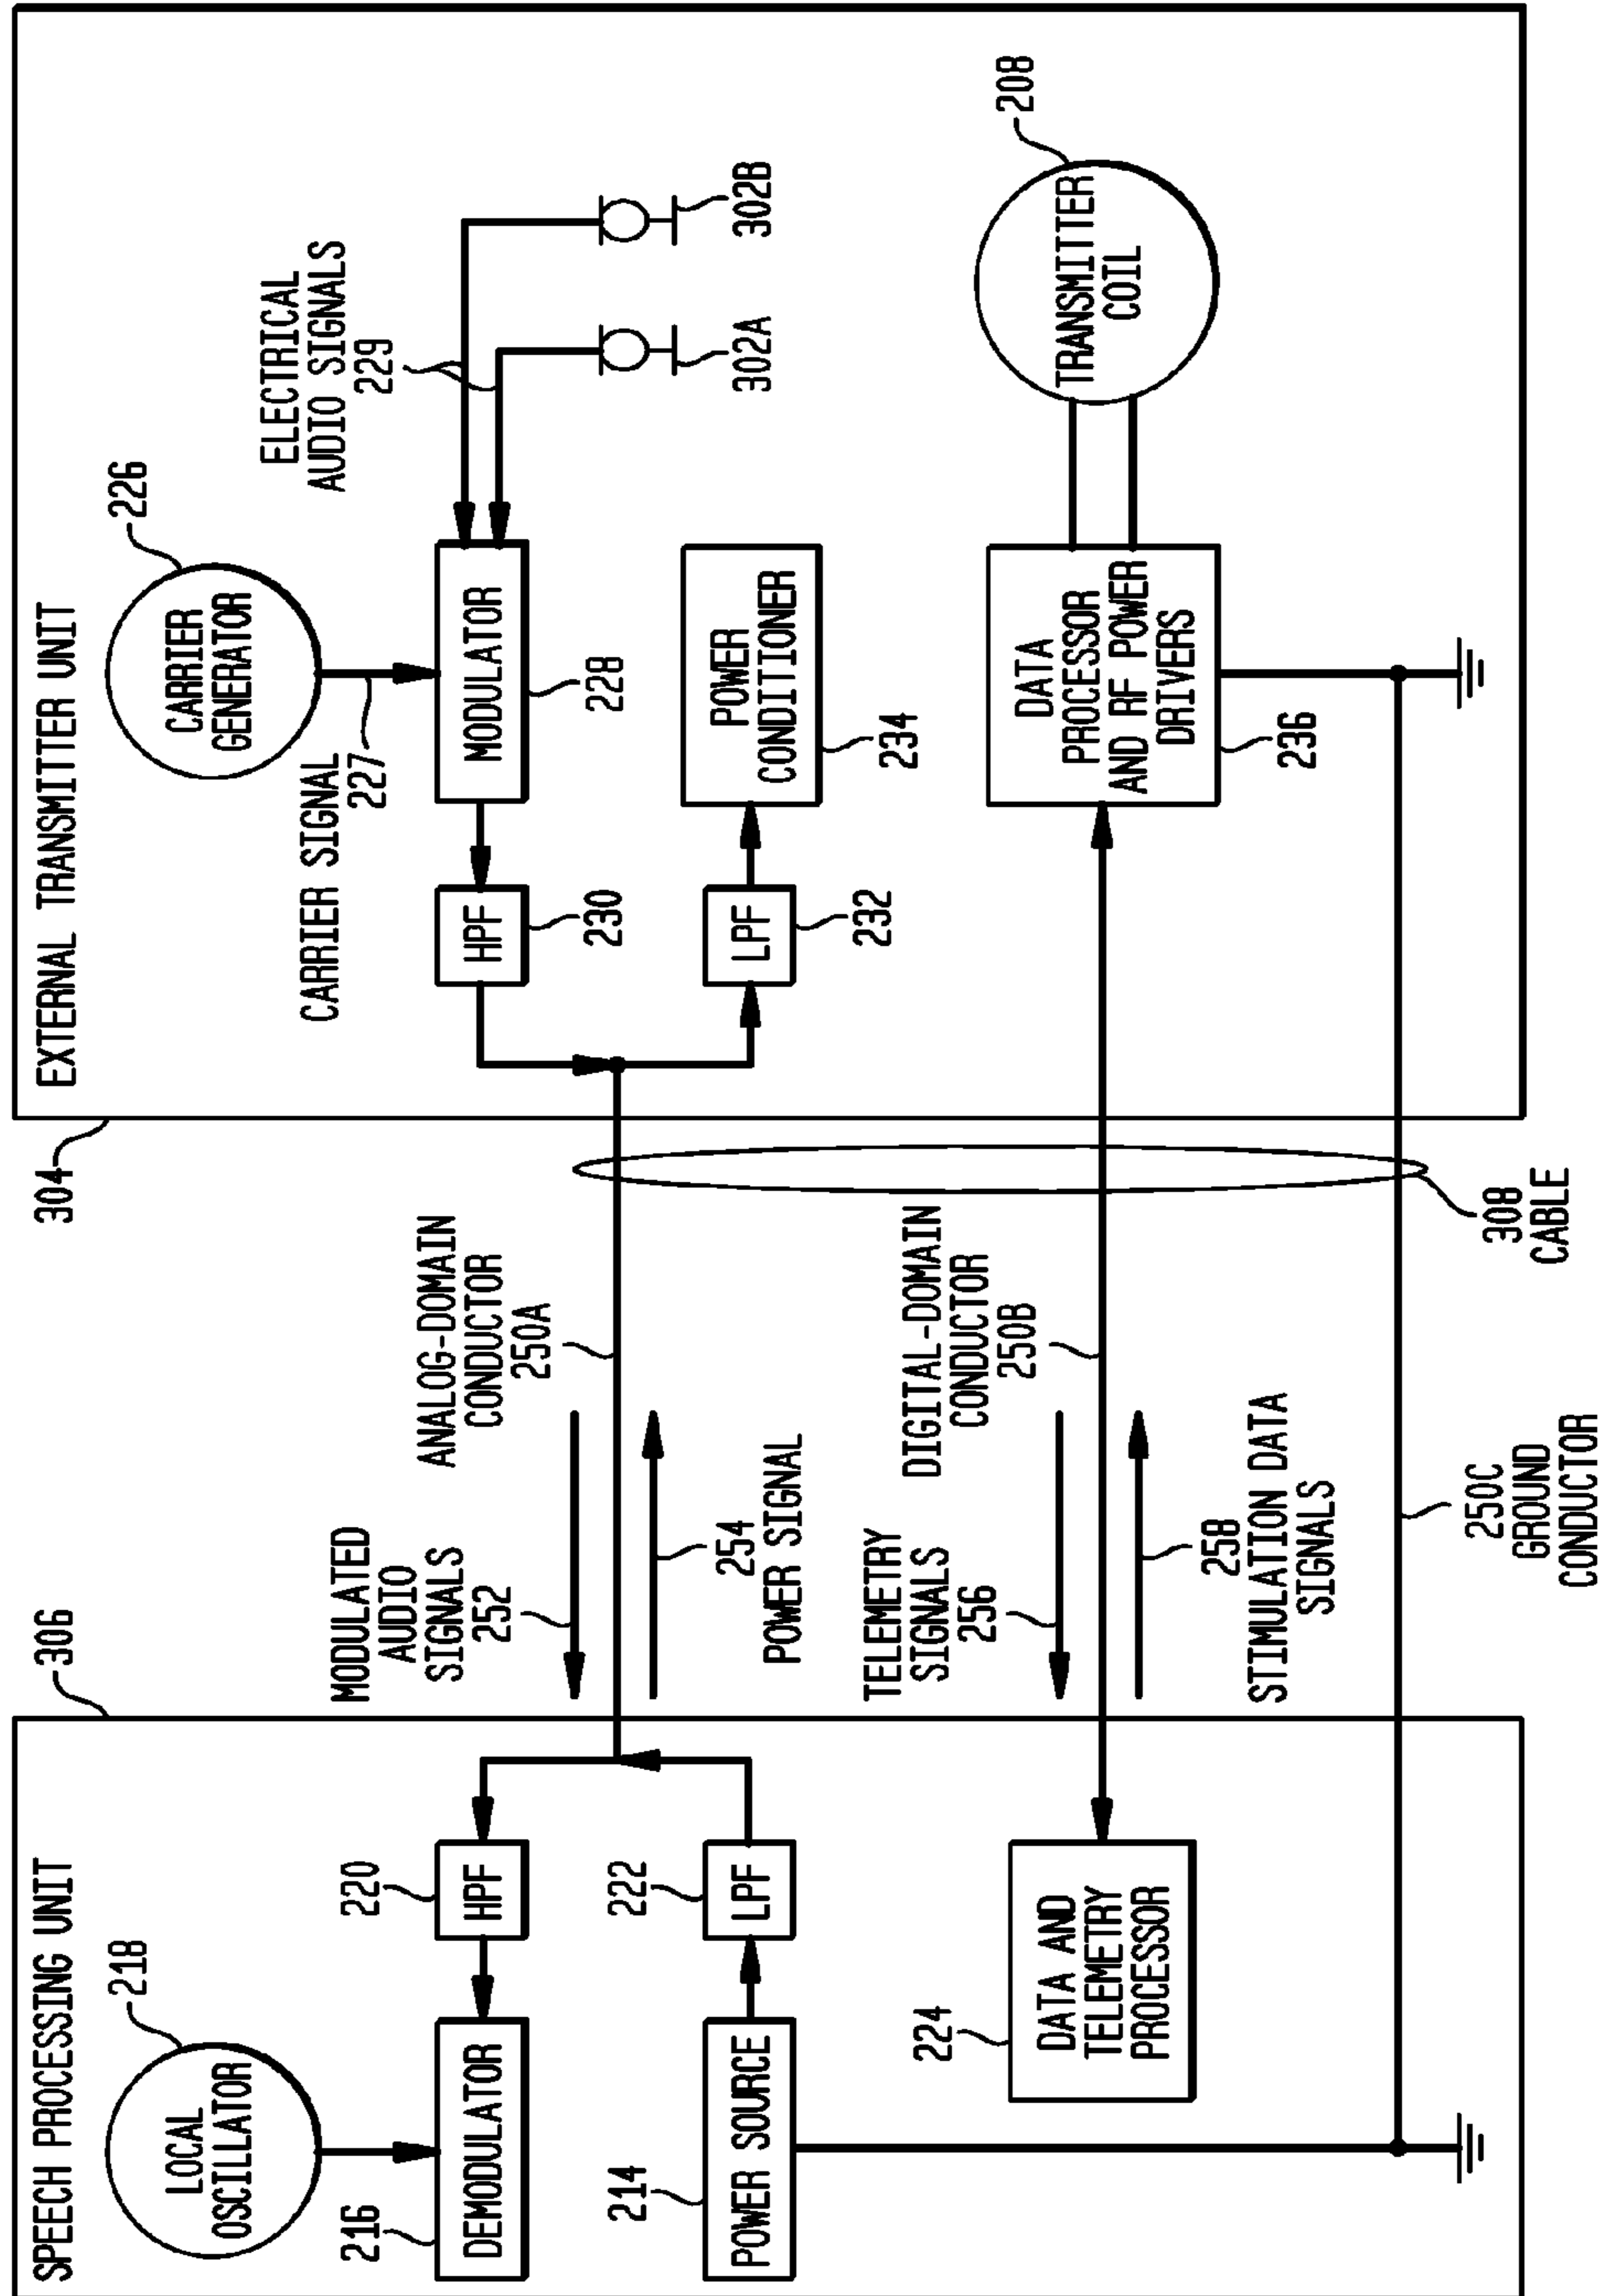 SPEECH PROCESSING UNIT
306
LOCAL
OSCILLATOR
218
216
DEMODULATOR
220
HPF
214
POWER SOURCE
222
LPF
224
DATA AND
TELEMETRY
PROCESSOR
MODULATED
AUDIO
SIGNALS
252
254
POWER SIGNAL
ANALOG-DOMAIN
CONDUCTOR
250A
TELEMETRY
SIGNALS
256
258
STIMULATION DATA
SIGNALS
DIGITAL-DOMAIN
CONDUCTOR
250B
250C
GROUND
CONDUCTOR
308
CABLE
304
EXTERNAL TRANSMITTER UNIT
CARRIER
GENERATOR
226
CARRIER SIGNAL
227
ELECTRICAL
AUDIO SIGNALS
229
HPF
230
MODULATOR
228
302A
302B
LPF
232
POWER
CONDITIONER
234
DATA
PROCESSOR
AND RF POWER
DRIVERS
236
TRANSMITTER
COIL
208